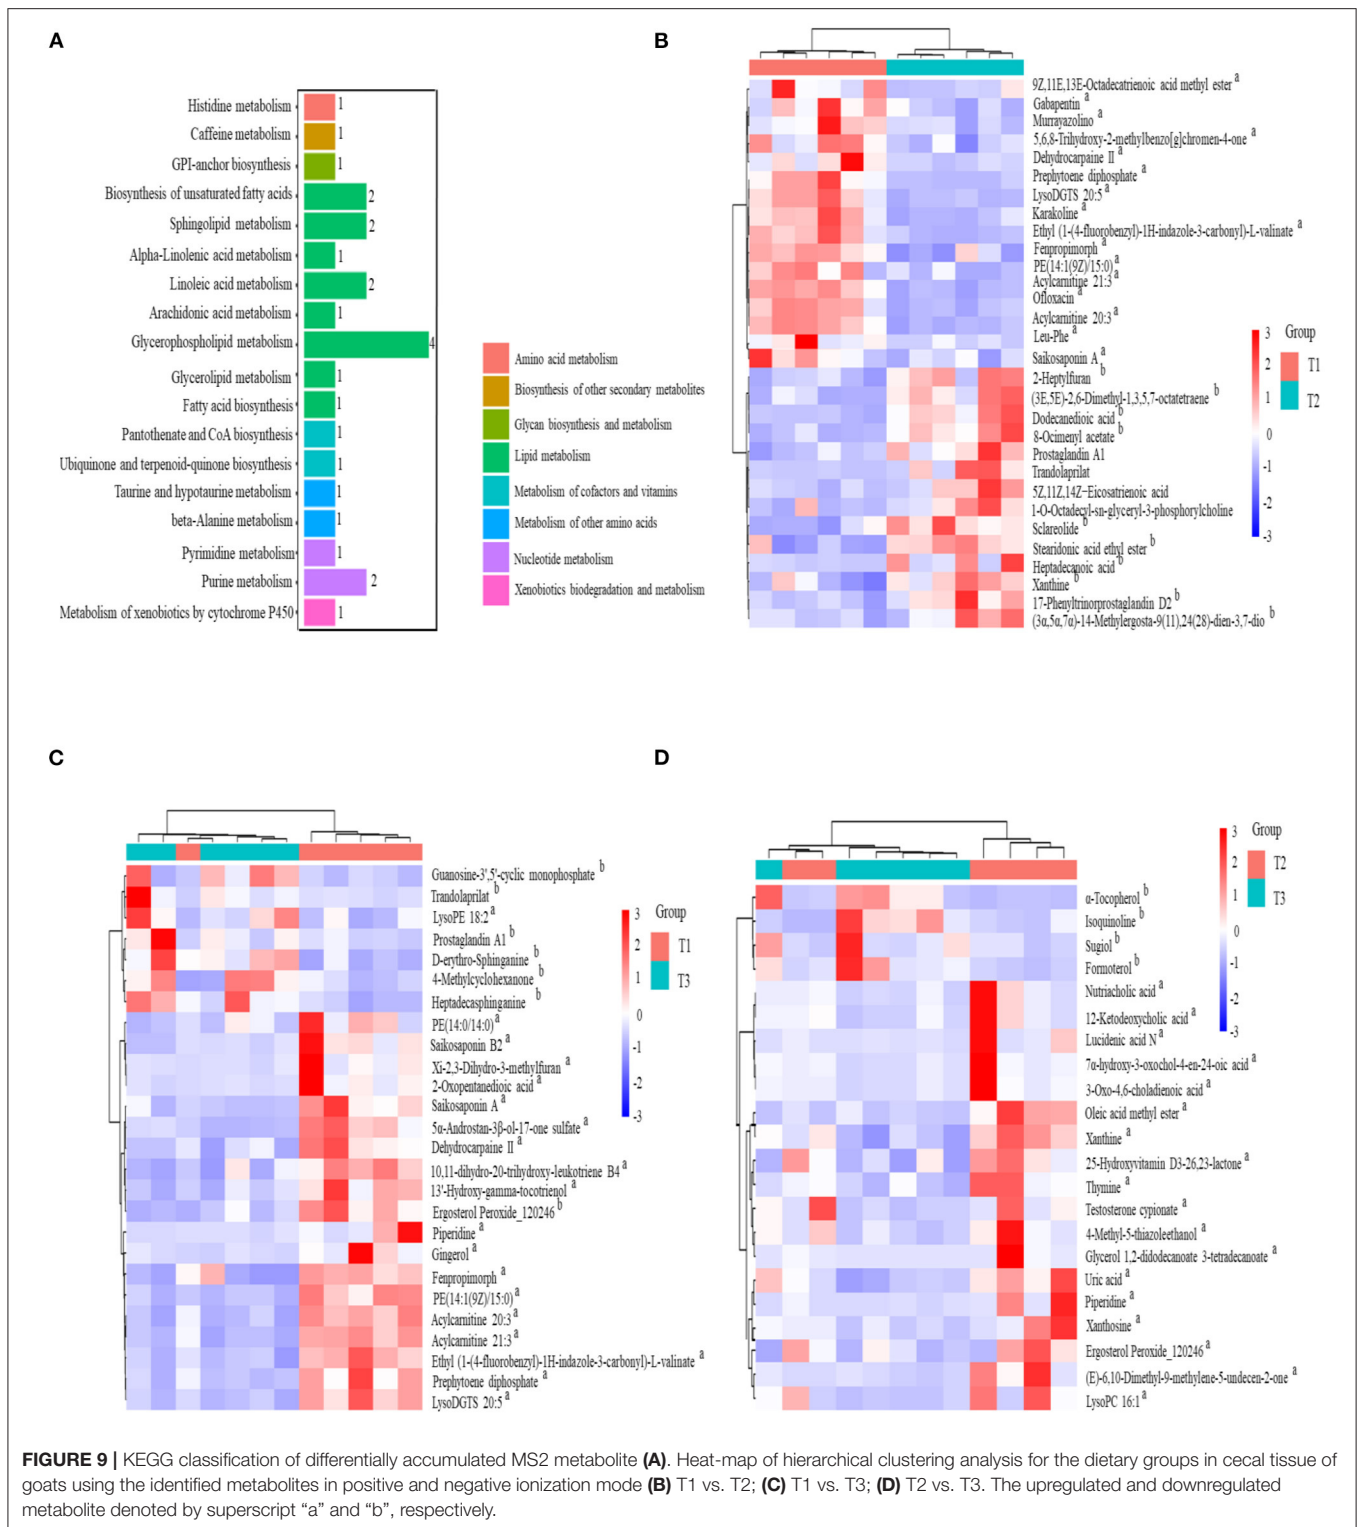 A
Histidine metabolism 1
Caffeine metabolism 1
GPI-anchor biosynthesis 1
Biosynthesis of unsaturated fatty acids 2
Sphingolipid metabolism 2
Alpha-Linolenic acid metabolism 1
Linoleic acid metabolism 2
Arachidonic acid metabolism 1
Glycerophospholipid metabolism 4
Glycerolipid metabolism 1
Fatty acid biosynthesis 1
Pantothenate and CoA biosynthesis 1
Ubiquinone and terpenoid-quinone biosynthesis 1
Taurine and hypotaurine metabolism 1
beta-Alanine metabolism 1
Pyrimidine metabolism 1
Purine metabolism 2
Metabolism of xenobiotics by cytochrome P450 1
Amino acid metabolism
Biosynthesis of other secondary metabolites
Glycan biosynthesis and metabolism
Lipid metabolism
Metabolism of cofactors and vitamins
Metabolism of other amino acids
Nucleotide metabolism
Xenobiotics biodegradation and metabolism
B
9Z,11E,13E-Octadecatrienoic acid methyl ester a
Gabapentin a
Murrayazolino a
5,6,8-Trihydroxy-2-methylbenzo[g]chromen-4-one a
Dehydrocarpaine II a
Prephytoene diphosphate a
LysoDGTS 20:5 a
Karakoline a
Ethyl (1-(4-fluorobenzyl)-1H-indazole-3-carbonyl)-L-valinate a
Fenpropimorph a
PE(14:1(9Z)/15:0) a
Acylcarnitine 21:3 a
Ofloxacin a
Acylcarnitine 20:3 a
Leu-Phe a
Saikosaponin A a
2-Heptylfuran b
(3E,5E)-2,6-Dimethyl-1,3,5,7-octatetraene b
Dodecanedioic acid b
8-Ocimenyl acetate b
Prostaglandin A1
Trandolaprilat
5Z,11Z,14Z-Eicosatrienoic acid
1-O-Octadecyl-sn-glyceryl-3-phosphorylcholine
Sclareolide b
Stearidonic acid ethyl ester b
Heptadecanoic acid b
Xanthine b
17-Phenyltrinorprostaglandin D2 b
(3α,5α,7α)-14-Methylergosta-9(11),24(28)-dien-3,7-dio b
3
2
1
0
-1
-2
-3
Group
T1
T2
C
Guanosine-3',5'-cyclic monophosphate b
Trandolaprilat b
LysoPE 18:2 a
Prostaglandin A1 b
D-erythro-Sphinganine b
4-Methylcyclohexanone b
Heptadecasphinganine b
PE(14:0/14:0) a
Saikosaponin B2 a
Xi-2,3-Dihydro-3-methylfuran a
2-Oxopentanedioic acid a
Saikosaponin A a
5α-Androstan-3β-ol-17-one sulfate a
Dehydrocarpaine II a
10,11-dihydro-20-trihydroxy-leukotriene B4 a
13'-Hydroxy-gamma-tocotrienol a
Ergosterol Peroxide_120246 b
Piperidine a
Gingerol a
Fenpropimorph a
PE(14:1(9Z)/15:0) a
Acylcarnitine 20:3 a
Acylcarnitine 21:3 a
Ethyl (1-(4-fluorobenzyl)-1H-indazole-3-carbonyl)-L-valinate a
Prephytoene diphosphate a
LysoDGTS 20:5 a
3
2
1
0
-1
-2
-3
Group
T1
T3
D
α-Tocopherol b
Isoquinoline b
Sugiol b
Formoterol b
Nutriacholic acid a
12-Ketodeoxycholic acid a
Lucidenic acid N a
7α-hydroxy-3-oxochol-4-en-24-oic acid a
3-Oxo-4,6-choladienoic acid a
Oleic acid methyl ester a
Xanthine a
25-Hydroxyvitamin D3-26,23-lactone a
Thymine a
Testosterone cypionate a
4-Methyl-5-thiazoleethanol a
Glycerol 1,2-didodecanoate 3-tetradecanoate a
Uric acid a
Piperidine a
Xanthosine a
Ergosterol Peroxide_120246 a
(E)-6,10-Dimethyl-9-methylene-5-undecen-2-one a
LysoPC 16:1 a
3
2
1
0
-1
-2
-3
Group
T2
T3
FIGURE 9 | KEGG classification of differentially accumulated MS2 metabolite (A). Heat-map of hierarchical clustering analysis for the dietary groups in cecal tissue of
goats using the identified metabolites in positive and negative ionization mode (B) T1 vs. T2; (C) T1 vs. T3; (D) T2 vs. T3. The upregulated and downregulated
metabolite denoted by superscript “a” and “b”, respectively.